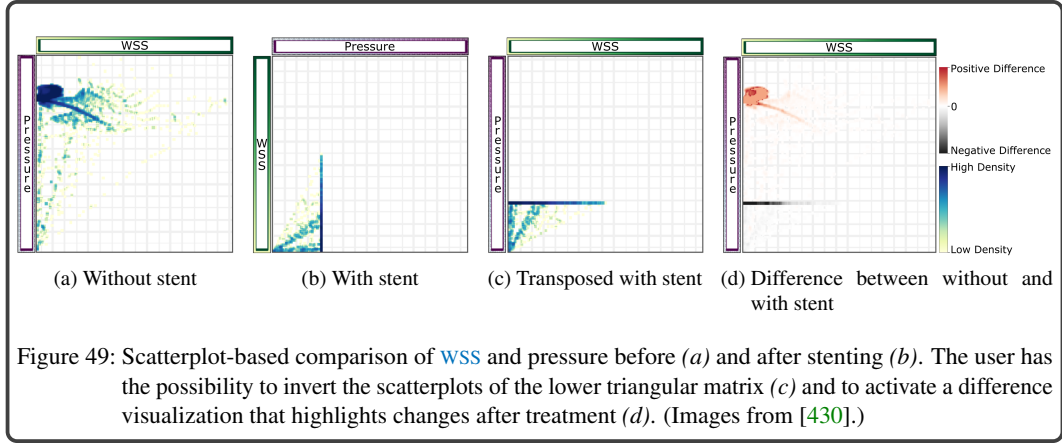 WSS
Pressure
Pressure
WSS
WSS
Pressure
WSS
Pressure
Positive Difference
0
Negative Difference
High Density
Low Density
(a) Without stent
(b) With stent
(c) Transposed with stent
(d) Difference between without and
with stent
Figure 49: Scatterplot-based comparison of WSS and pressure before (a) and after stenting (b). The user has
the possibility to invert the scatterplots of the lower triangular matrix (c) and to activate a difference
visualization that highlights changes after treatment (d). (Images from [430].)